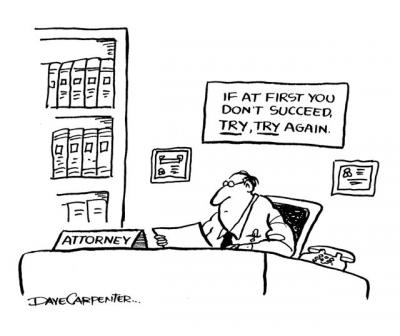 IF AT FIRST YOU
DON'T SUCCEED,
TRY, TRY AGAIN.
ATTORNEY
DAVE CARPENTER...